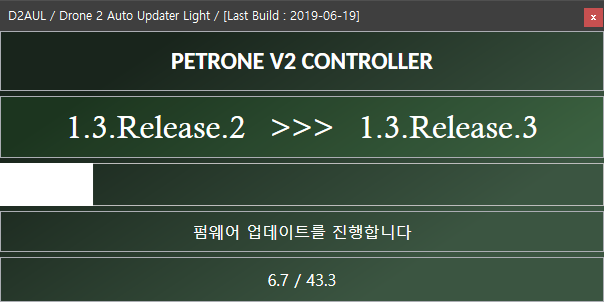 D2AUL / Drone 2 Auto Updater Light / [Last Build : 2019-06-19]
x
PETRONE V2 CONTROLLER
1.3.Release.2 >>> 1.3.Release.3
펌웨어 업데이트를 진행합니다
6.7 / 43.3